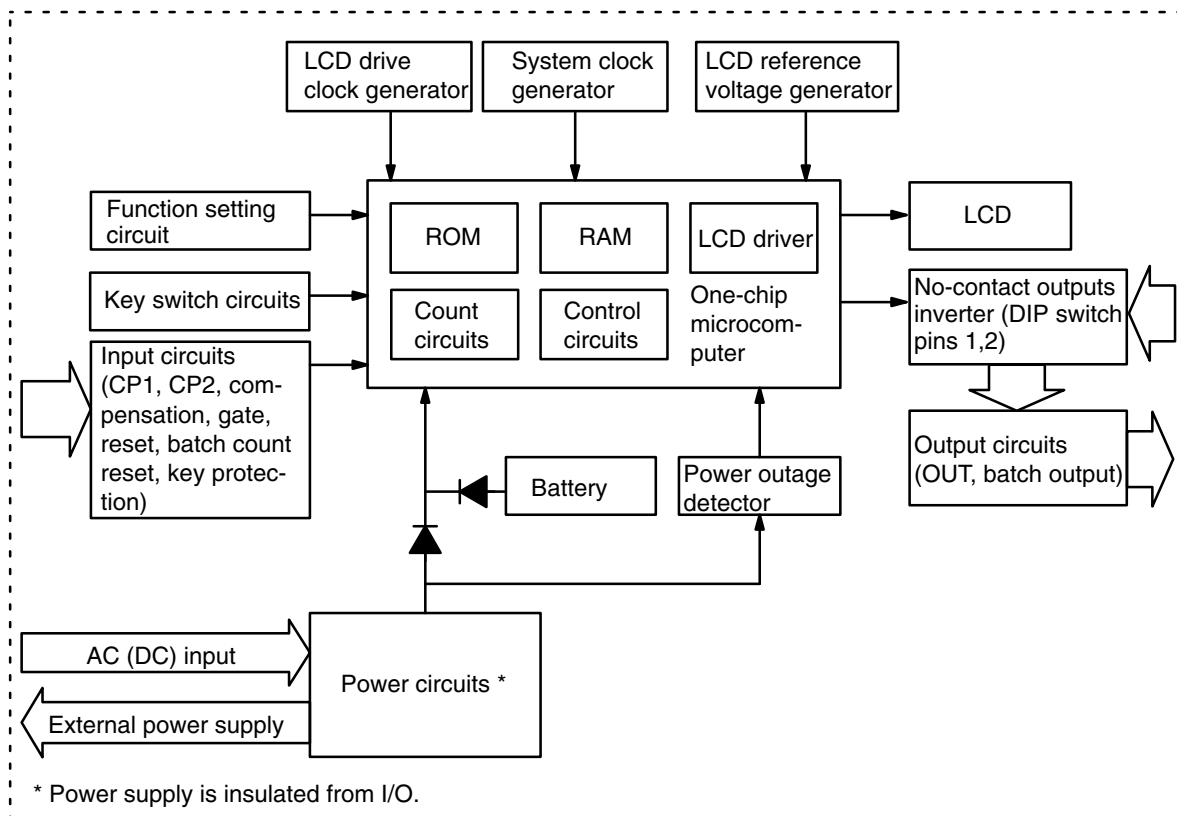 LCD drive
clock generator
System clock
generator
LCD reference
voltage generator
Function setting
circuit
ROM
RAM
LCD driver
LCD
Key switch circuits
Count
circuits
Control
circuits
One-chip
microcom-
puter
No-contact outputs
inverter (DIP switch
pins 1,2)
Input circuits
(CP1, CP2, com-
pensation, gate,
reset, batch count
reset, key protec-
tion)
Output circuits
(OUT, batch output)
Battery
Power outage
detector
AC (DC) input
Power circuits *
External power supply
* Power supply is insulated from I/O.